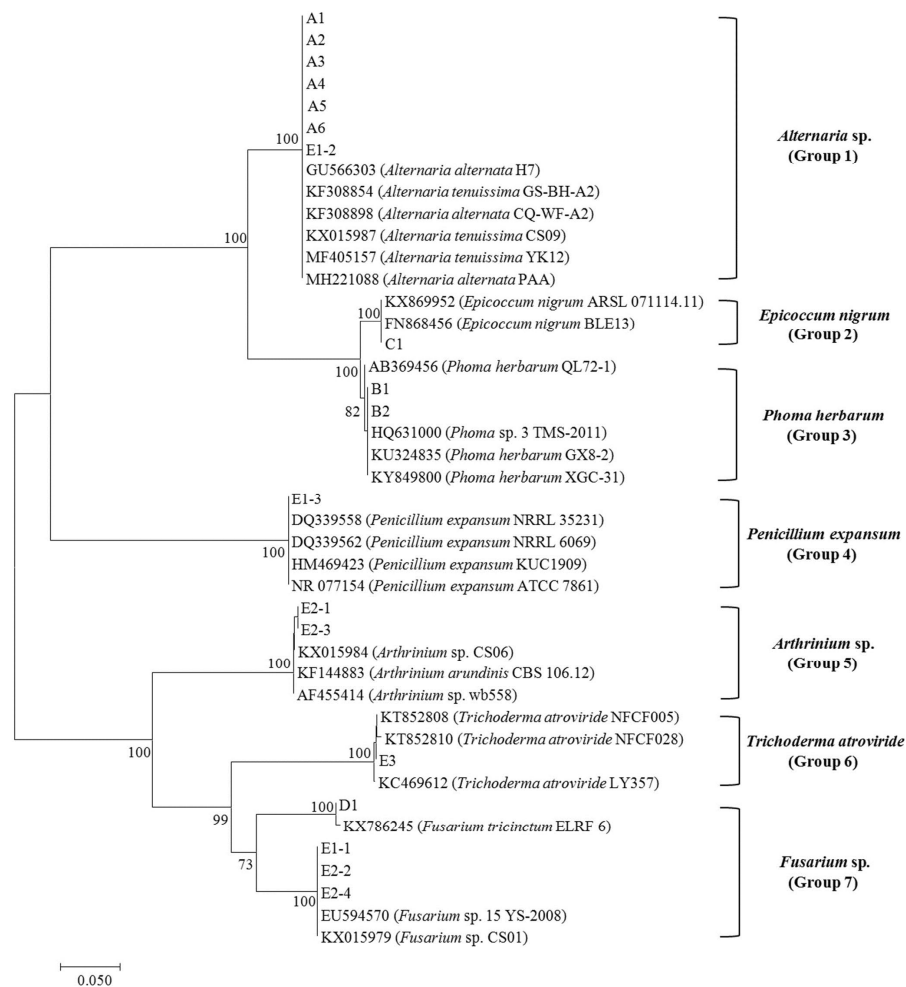 A1
A2
A3
A4
A5
A6
100
E1-2
GU566303 (Alternaria alternata H7)
KF308854 (Alternaria tenuissima GS-BH-A2)
KF308898 (Alternaria alternata CQ-WF-A2)
KX015987 (Alternaria tenuissima CS09)
MF405157 (Alternaria tenuissima YK12)
MH221088 (Alternaria alternata PAA)
Alternaria sp.
(Group 1)
100
KX869952 (Epicoccum nigrum ARSL 071114.11)
100
FN868456 (Epicoccum nigrum BLE13)
C1
Epicoccum nigrum
(Group 2)
100
AB369456 (Phoma herbarum QL72-1)
B1
82
B2
HQ631000 (Phoma sp. 3 TMS-2011)
KU324835 (Phoma herbarum GX8-2)
KY849800 (Phoma herbarum XGC-31)
Phoma herbarum
(Group 3)
E1-3
DQ339558 (Penicillium expansum NRRL 35231)
DQ339562 (Penicillium expansum NRRL 6069)
100
HM469423 (Penicillium expansum KUC1909)
NR 077154 (Penicillium expansum ATCC 7861)
Penicillium expansum
(Group 4)
E2-1
E2-3
KX015984 (Arthrinium sp. CS06)
100
KF144883 (Arthrinium arundinis CBS 106.12)
AF455414 (Arthrinium sp. wb558)
Arthrinium sp.
(Group 5)
100
KT852808 (Trichoderma atroviride NFCF005)
KT852810 (Trichoderma atroviride NFCF028)
100
E3
KC469612 (Trichoderma atroviride LY357)
Trichoderma atroviride
(Group 6)
99
100
D1
KX786245 (Fusarium tricinctum ELRF 6)
73
E1-1
E2-2
E2-4
100
EU594570 (Fusarium sp. 15 YS-2008)
KX015979 (Fusarium sp. CS01)
Fusarium sp.
(Group 7)
0.050